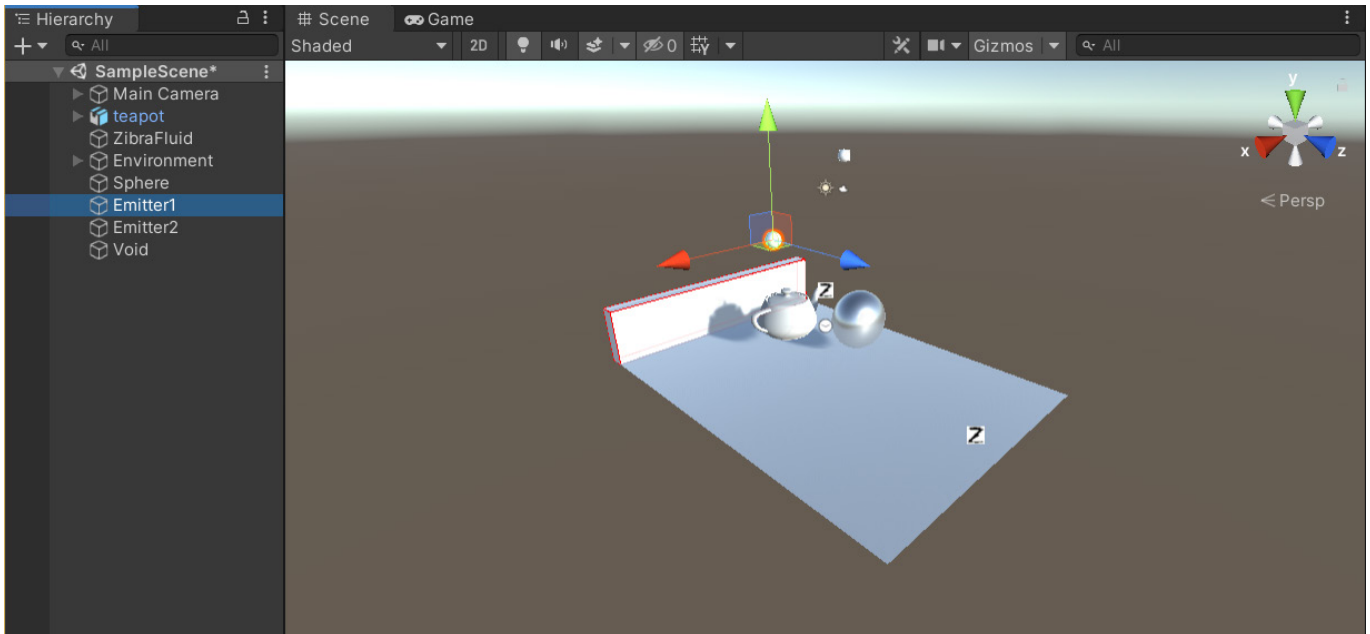 Hierarchy
All
SampleScene*
Main Camera
teapot
ZibraFluid
Environment
Sphere
Emitter1
Emitter2
Void
Scene Game
Shaded 2D 0 Gizmos All
y
x z
Persp
Z
Z